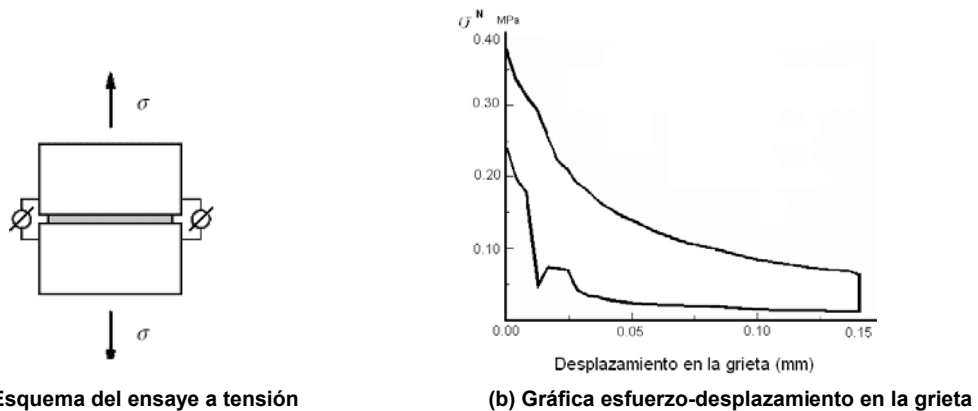 σ
σ
σ N MPa
0.40
0.30
0.20
0.10
0.00 0.05 0.10 0.15
Desplazamiento en la grieta (mm)
Esquema del ensaye a tensión
(b) Gráfica esfuerzo-desplazamiento en la grieta